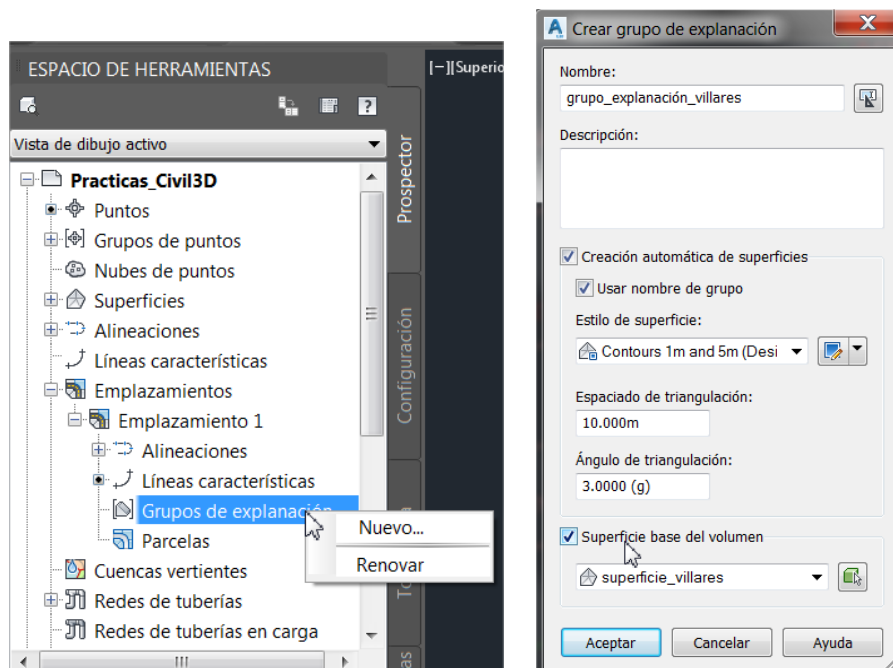 ESPACIO DE HERRAMIENTAS
Vista de dibujo activo
Practicas_Civil3D
Puntos
Grupos de puntos
Nubes de puntos
Superficies
Alineaciones
Líneas características
Emplazamientos
Emplazamiento 1
Alineaciones
Líneas características
Grupos de explanación
Parcelas
Cuencas vertientes
Redes de tuberías
Redes de tuberías en carga
Nuevo...
Renovar
Prospector
Configuración
[−][Superio
Crear grupo de explanación
Nombre:
grupo_explanación_villares
Descripción:
Creación automática de superficies
Usar nombre de grupo
Estilo de superficie:
Contours 1m and 5m (Desi
Espaciado de triangulación:
10.000m
Ángulo de triangulación:
3.0000 (g)
Superficie base del volumen
superficie_villares
Aceptar
Cancelar
Ayuda